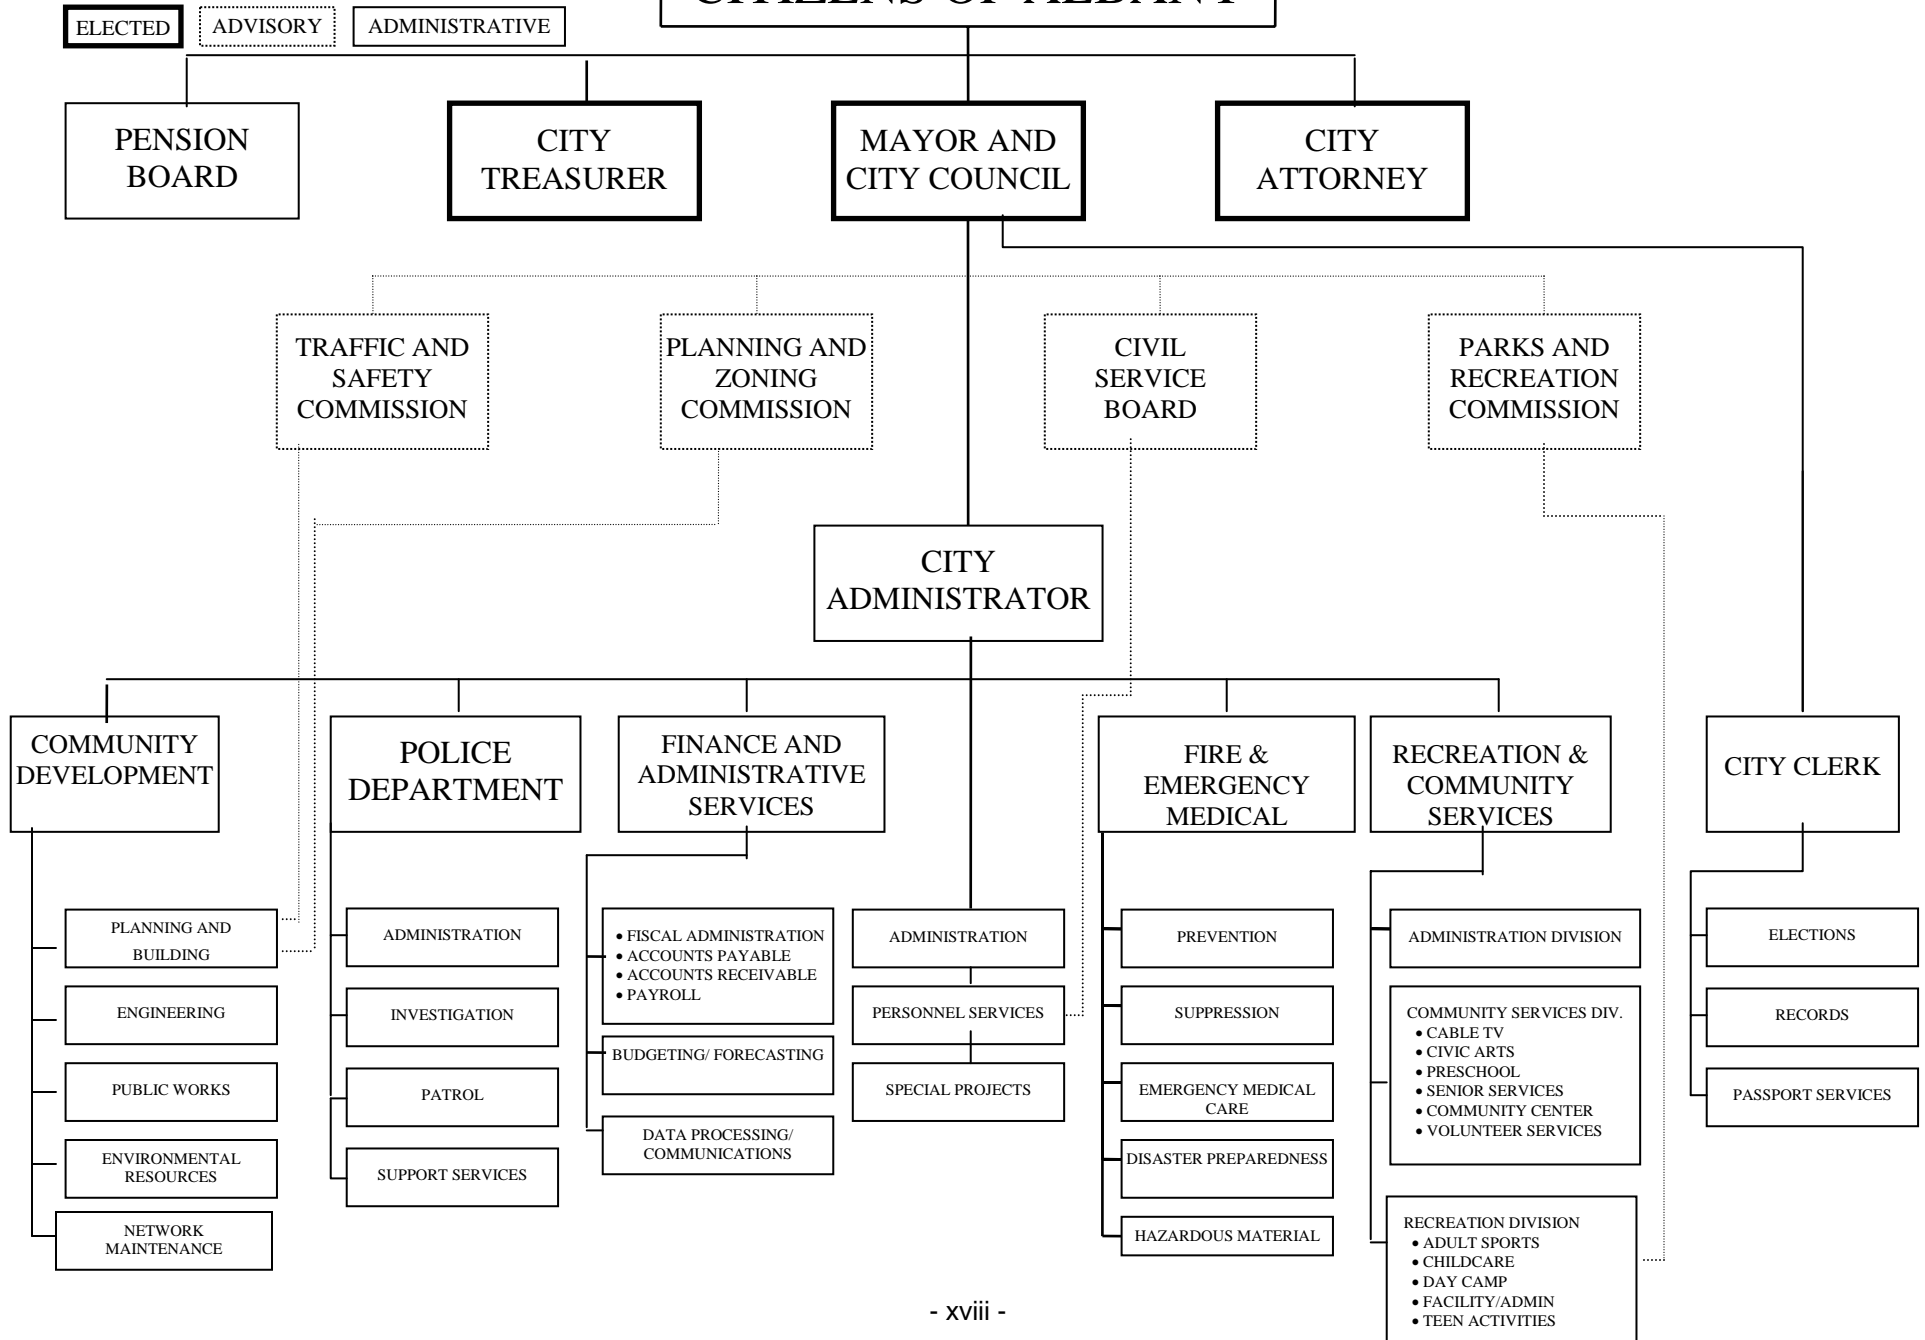 CITIZENS OF ALBANY
ELECTED
ADVISORY
ADMINISTRATIVE
PENSION
BOARD
CITY
TREASURER
MAYOR AND
CITY COUNCIL
CITY
ATTORNEY
TRAFFIC AND
SAFETY
COMMISSION
PLANNING AND
ZONING
COMMISSION
CIVIL
SERVICE
BOARD
PARKS AND
RECREATION
COMMISSION
CITY
ADMINISTRATOR
COMMUNITY
DEVELOPMENT
POLICE
DEPARTMENT
FINANCE AND
ADMINISTRATIVE
SERVICES
FIRE &
EMERGENCY
MEDICAL
RECREATION &
COMMUNITY
SERVICES
CITY CLERK
PLANNING AND
BUILDING
ENGINEERING
PUBLIC WORKS
ENVIRONMENTAL
RESOURCES
NETWORK
MAINTENANCE
ADMINISTRATION
INVESTIGATION
PATROL
SUPPORT SERVICES
• FISCAL ADMINISTRATION
• ACCOUNTS PAYABLE
• ACCOUNTS RECEIVABLE
• PAYROLL
BUDGETING/ FORECASTING
DATA PROCESSING/
COMMUNICATIONS
ADMINISTRATION
PERSONNEL SERVICES
SPECIAL PROJECTS
PREVENTION
SUPPRESSION
EMERGENCY MEDICAL
CARE
DISASTER PREPAREDNESS
HAZARDOUS MATERIAL
ADMINISTRATION DIVISION
COMMUNITY SERVICES DIV.
• CABLE TV
• CIVIC ARTS
• PRESCHOOL
• SENIOR SERVICES
• COMMUNITY CENTER
• VOLUNTEER SERVICES
RECREATION DIVISION
• ADULT SPORTS
• CHILDCARE
• DAY CAMP
• FACILITY/ADMIN
• TEEN ACTIVITIES
ELECTIONS
RECORDS
PASSPORT SERVICES
- xviii -